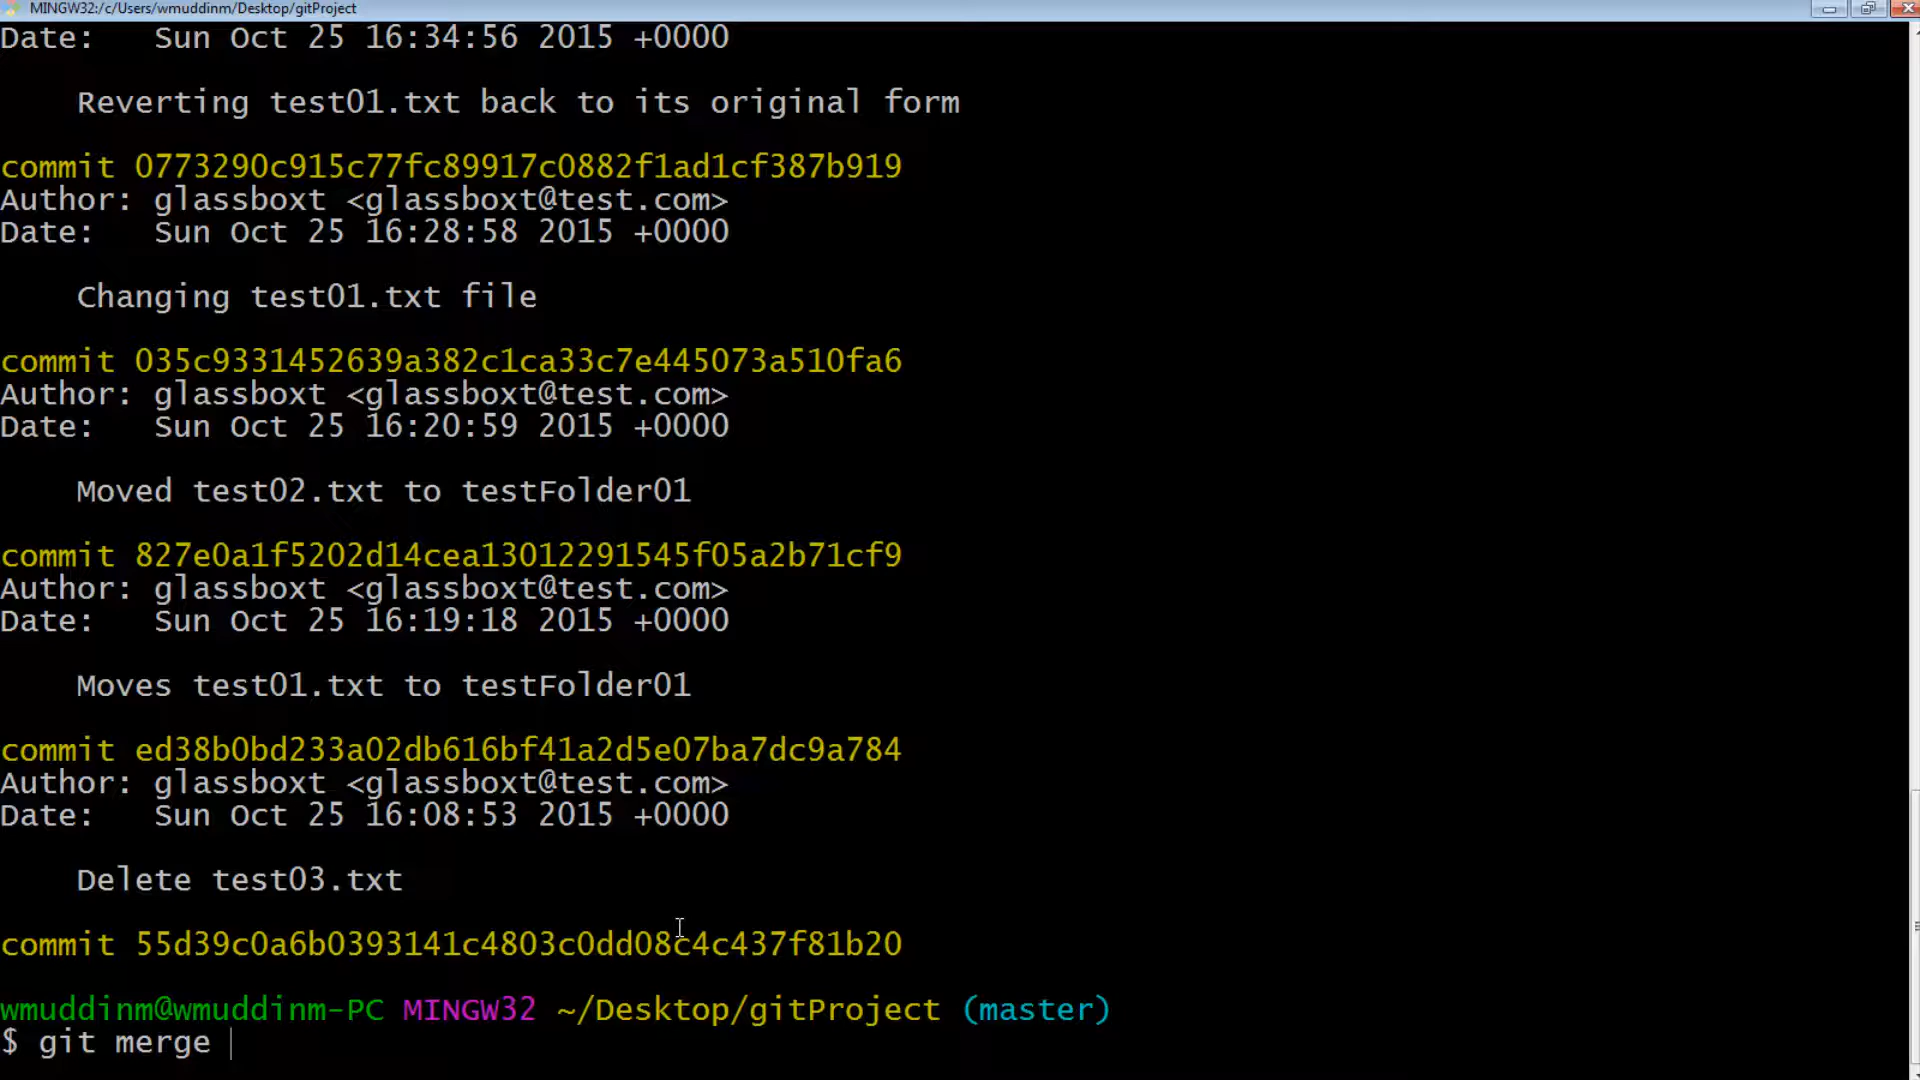 MINGW32:/c/Users/wmuddinm/Desktop/gitProject
Date:   Sun Oct 25 16:34:56 2015 +0000
Reverting test01.txt back to its original form
commit 0773290c915c77fc89917c0882f1ad1cf387b919
Author: glassboxt <glassboxt@test.com>
Date:   Sun Oct 25 16:28:58 2015 +0000
Changing test01.txt file
commit 035c9331452639a382c1ca33c7e445073a510fa6
Author: glassboxt <glassboxt@test.com>
Date:   Sun Oct 25 16:20:59 2015 +0000
Moved test02.txt to testFolder01
commit 827e0a1f5202d14cea13012291545f05a2b71cf9
Author: glassboxt <glassboxt@test.com>
Date:   Sun Oct 25 16:19:18 2015 +0000
Moves test01.txt to testFolder01
commit ed38b0bd233a02db616bf41a2d5e07ba7dc9a784
Author: glassboxt <glassboxt@test.com>
Date:   Sun Oct 25 16:08:53 2015 +0000
Delete test03.txt
commit 55d39c0a6b0393141c4803c0dd08c4c437f81b20
wmuddinm@wmuddinm-PC MINGW32 ~/Desktop/gitProject (master)
$ git merge